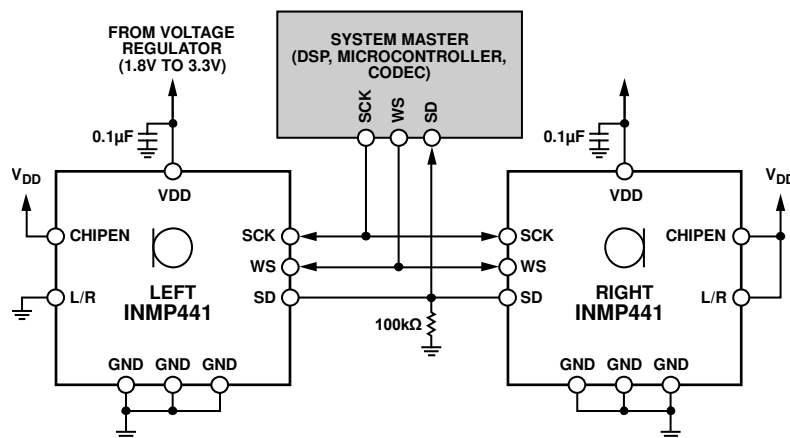 FROM VOLTAGE
REGULATOR
(1.8V TO 3.3V)
SYSTEM MASTER
(DSP, MICROCONTROLLER,
CODEC)
SCK
WS
SD
0.1µF
0.1µF
VDD
VDD
VDD
VDD
CHIPEN
SCK
SCK
CHIPEN
WS
WS
L/R
LEFT
SD
SD
RIGHT
L/R
INMP441
INMP441
100kΩ
GND
GND
GND
GND
GND
GND